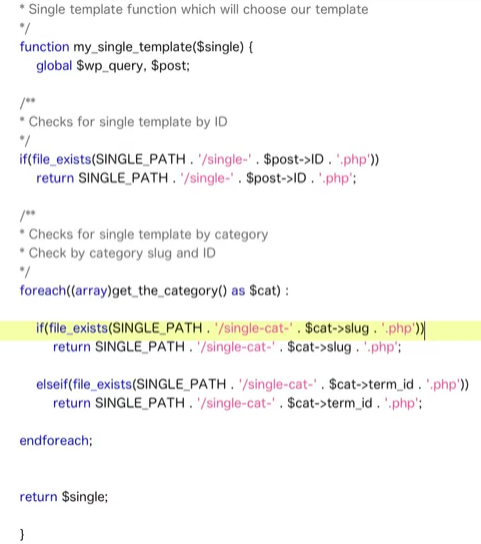 * Single template function which will choose our template
*/
function my_single_template($single) {
global $wp_query, $post;
/**
* Checks for single template by ID
*/
if(file_exists(SINGLE_PATH . '/single-' . $post->ID . '.php'))
return SINGLE_PATH . '/single-' . $post->ID . '.php';
/**
* Checks for single template by category
* Check by category slug and ID
*/
foreach((array)get_the_category() as $cat) :
if(file_exists(SINGLE_PATH . '/single-cat-' . $cat->slug . '.php'))
return SINGLE_PATH . '/single-cat-' . $cat->slug . '.php';
elseif(file_exists(SINGLE_PATH . '/single-cat-' . $cat->term_id . '.php'))
return SINGLE_PATH . '/single-cat-' . $cat->term_id . '.php';
endforeach;
return $single;
}